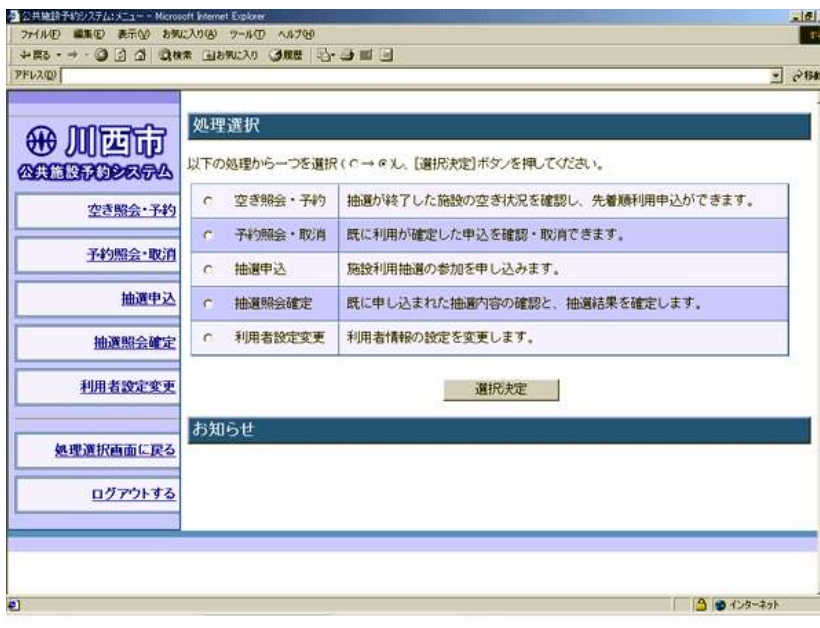 公共施設予約システム:メニュー - Microsoft Internet Explorer
ファイル(F) 編集(E) 表示(V) お気に入り(A) ツール(T) ヘルプ(H)
戻る 検索 お気に入り 履歴
アドレス(D) 移動
川西市
公共施設予約システム
空き照会・予約
予約照会・取消
抽選申込
抽選照会確定
利用者設定変更
処理選択画面に戻る
ログアウトする
処理選択
以下の処理から一つを選択(○→◉)し、[選択決定]ボタンを押してください。
空き照会・予約 抽選が終了した施設の空き状況を確認し、先着順利用申込ができます。
予約照会・取消 既に利用が確定した申込を確認・取消できます。
抽選申込 施設利用抽選の参加を申し込みます。
抽選照会確定 既に申し込まれた抽選内容の確認と、抽選結果を確定します。
利用者設定変更 利用者情報の設定を変更します。
選択決定
お知らせ
インターネット